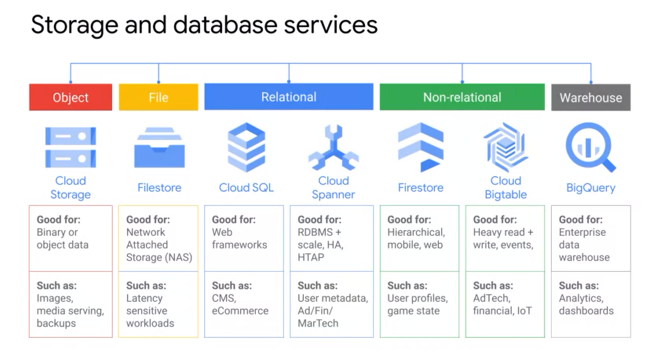 Storage and database services
Object
File
Relational
Non-relational
Warehouse
Cloud
Storage
Filestore
Cloud SQL
Cloud
Spanner
Firestore
Cloud
Bigtable
BigQuery
Good for:
Binary or
object data
Good for:
Network
Attached
Storage (NAS)
Good for:
Web
frameworks
Good for:
RDBMS +
scale, HA,
HTAP
Good for:
Hierarchical,
mobile, web
Good for:
Heavy read +
write, events,
Good for:
Enterprise
data
warehouse
Such as:
Images,
media serving,
backups
Such as:
Latency
sensitive
workloads
Such as:
CMS,
eCommerce
Such as:
User metadata,
Ad/Fin/
MarTech
Such as:
User profiles,
game state
Such as:
AdTech,
financial, IoT
Such as:
Analytics,
dashboards